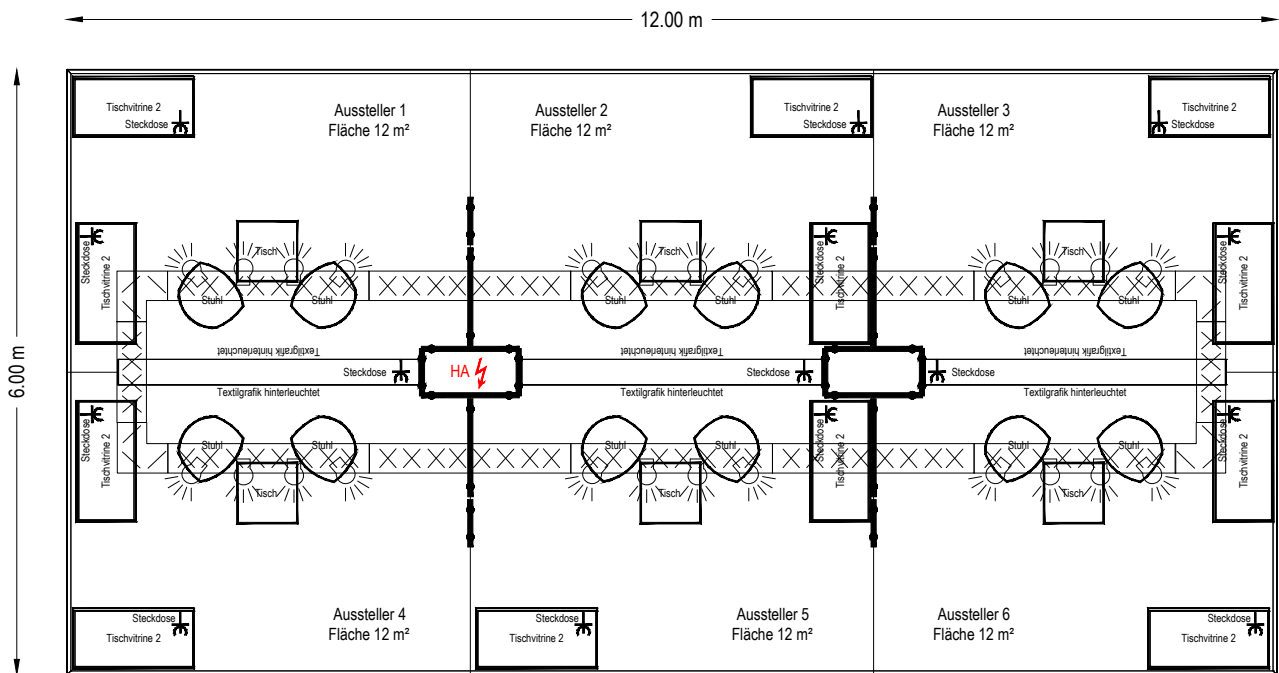 12.00 m
6.00 m
Tischvitrine 2
Steckdose
Aussteller 1
Fläche 12 m²
Aussteller 2
Fläche 12 m²
Tischvitrine 2
Steckdose
Aussteller 3
Fläche 12 m²
Tischvitrine 2
Steckdose
Steckdose
Tischvitrine 2
Tisch
Stuhl
Stuhl
Tisch
Stuhl
Stuhl
Steckdose
Tischvitrine 2
Tisch
Stuhl
Stuhl
Steckdose
Tischvitrine 2
Textilgrafik hinterleuchtet
Textilgrafik hinterleuchtet
Textilgrafik hinterleuchtet
Steckdose
HA
Steckdose
Steckdose
Textilgrafik hinterleuchtet
Textilgrafik hinterleuchtet
Textilgrafik hinterleuchtet
Steckdose
Tischvitrine 2
Stuhl
Stuhl
Tisch
Stuhl
Stuhl
Tisch
Steckdose
Tischvitrine 2
Stuhl
Stuhl
Tisch
Steckdose
Tischvitrine 2
Steckdose
Tischvitrine 2
Aussteller 4
Fläche 12 m²
Steckdose
Tischvitrine 2
Aussteller 5
Fläche 12 m²
Aussteller 6
Fläche 12 m²
Steckdose
Tischvitrine 2